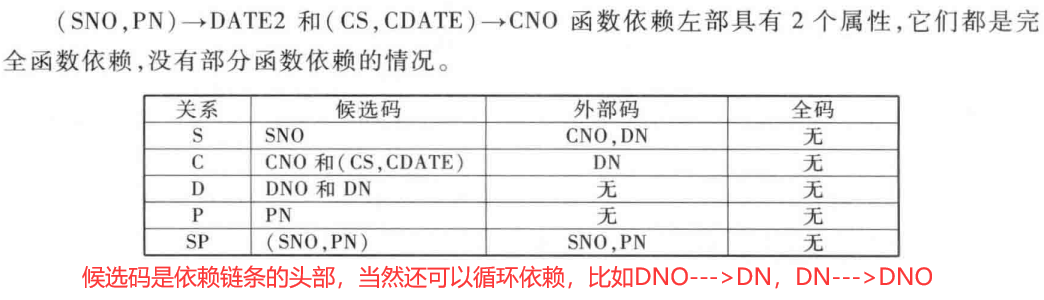 (SNO,PN)→DATE2 和(CS,CDATE)→CNO 函数依赖左部具有 2 个属性,它们都是完
全函数依赖,没有部分函数依赖的情况。
关系 候选码 外部码 全码
S SNO CNO,DN 无
C CNO 和(CS,CDATE) DN 无
D DNO 和 DN 无 无
P PN 无 无
SP (SNO,PN) SNO,PN 无
候选码是依赖链条的头部，当然还可以循环依赖，比如DNO--->DN，DN--->DNO